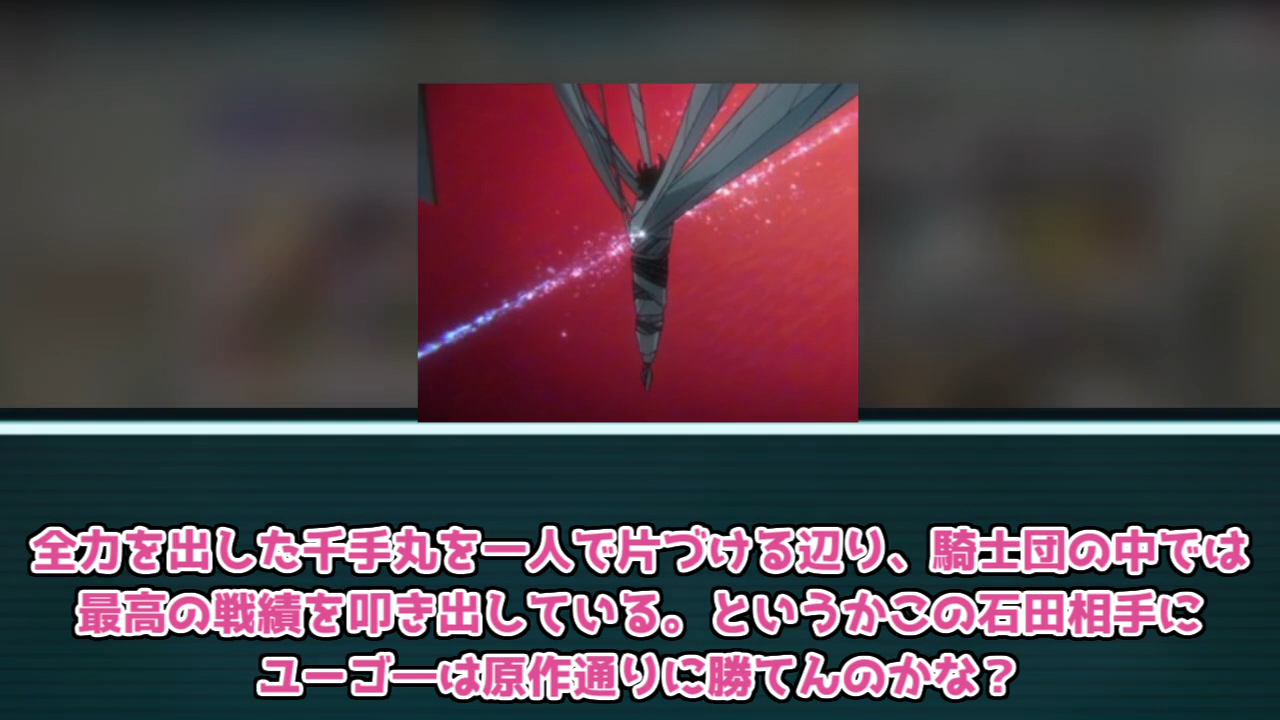 全力を出した千手丸を一人で片づける辺り、騎士団の中では
最高の戦績を叩き出している。というかこの石田相手に
ユーゴーは原作通りに勝てんのかな？